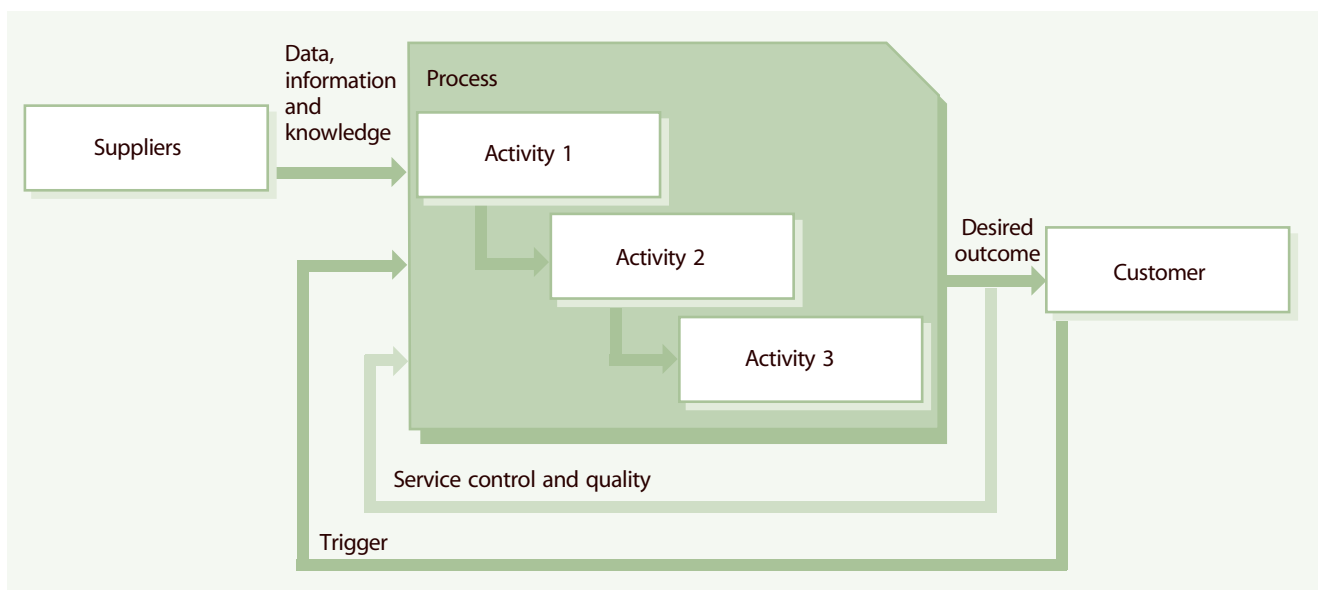 Data,
information
and
knowledge
Process
Suppliers
Activity 1
Activity 2
Desired
outcome
Customer
Activity 3
Service control and quality
Trigger